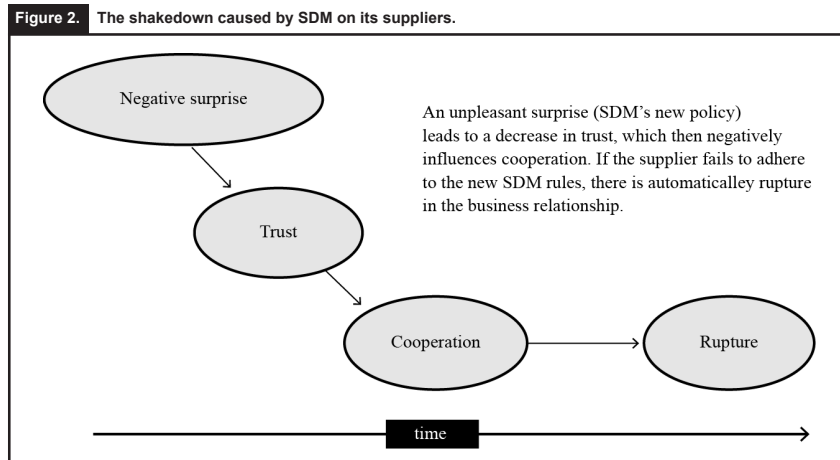 Figure 2. The shakedown caused by SDM on its suppliers.
Negative surprise
An unpleasant surprise (SDM's new policy)
leads to a decrease in trust, which then negatively
influences cooperation. If the supplier fails to adhere
to the new SDM rules, there is automaticalley rupture
in the business relationship.
Trust
Cooperation
Rupture
time